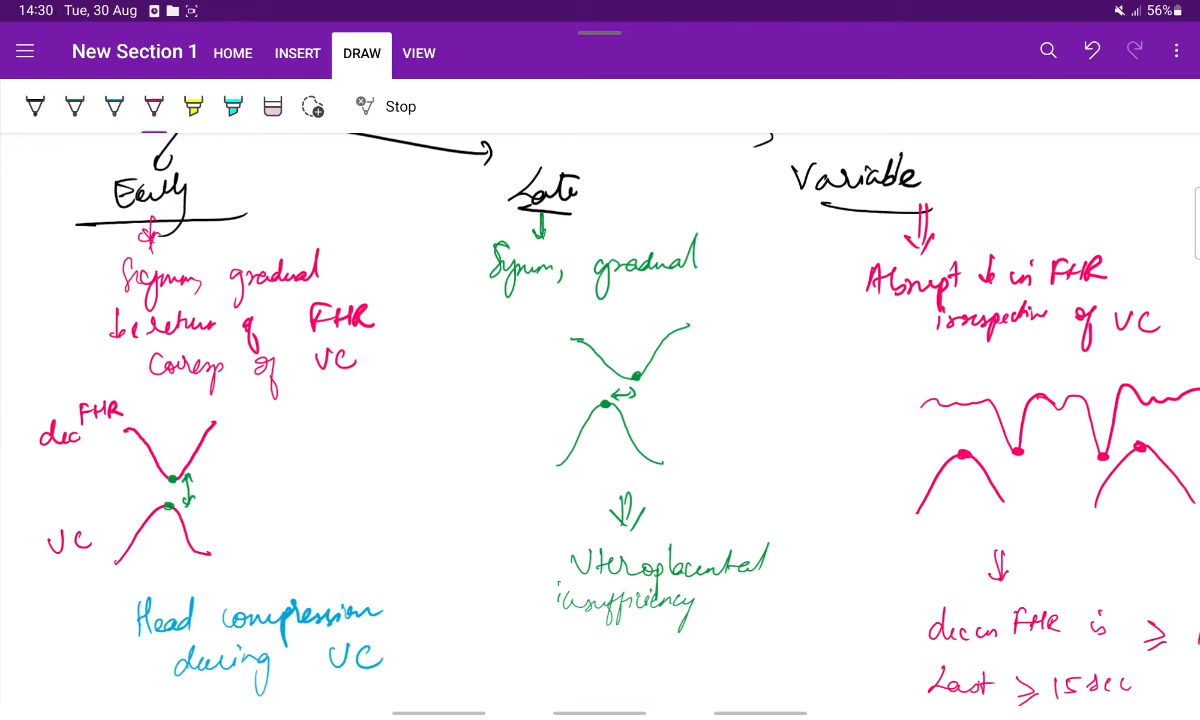 14:30 Tue, 30 Aug
56%
New Section 1 HOME INSERT DRAW VIEW
Stop
Early
Late
Variable
gradual
return of FHR
Corresp of UC
Symm, gradual
Abrupt ↓ in FHR
irrespective of UC
FHR
dec
UC
Head compression
during UC
Uteroplacental
insufficiency
dec in FHR is ≥
Last ≥ 15 sec